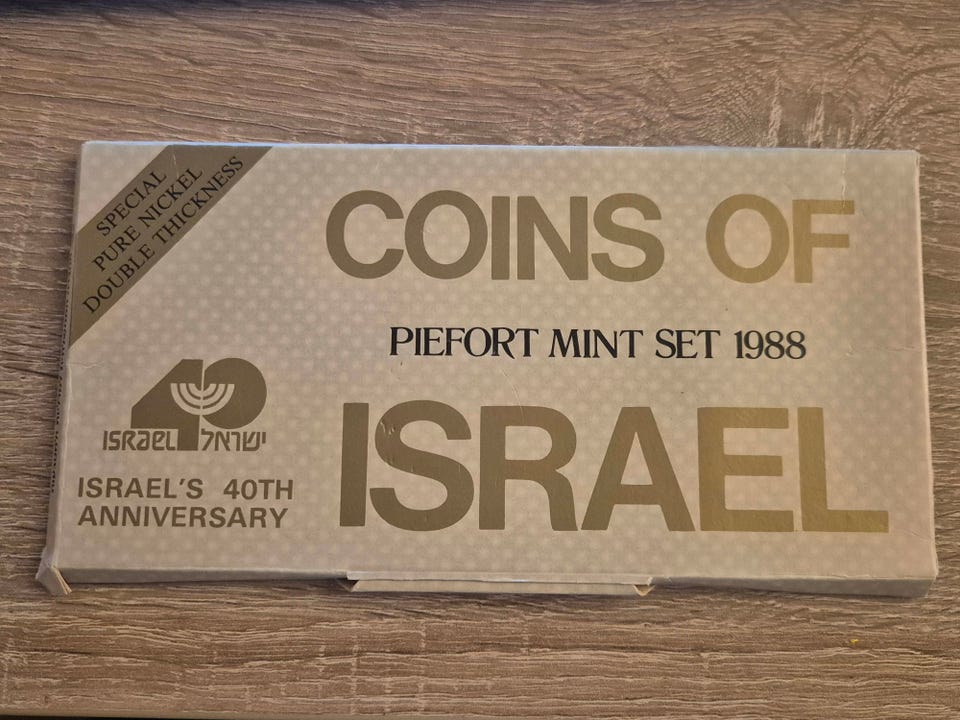 SPECIAL
PURE NICKEL
DOUBLE THICKNESS
COINS OF
PIEFORT MINT SET 1988
ISRAEL
40
ISRAEL ישראל
ISRAEL'S 40TH
ANNIVERSARY